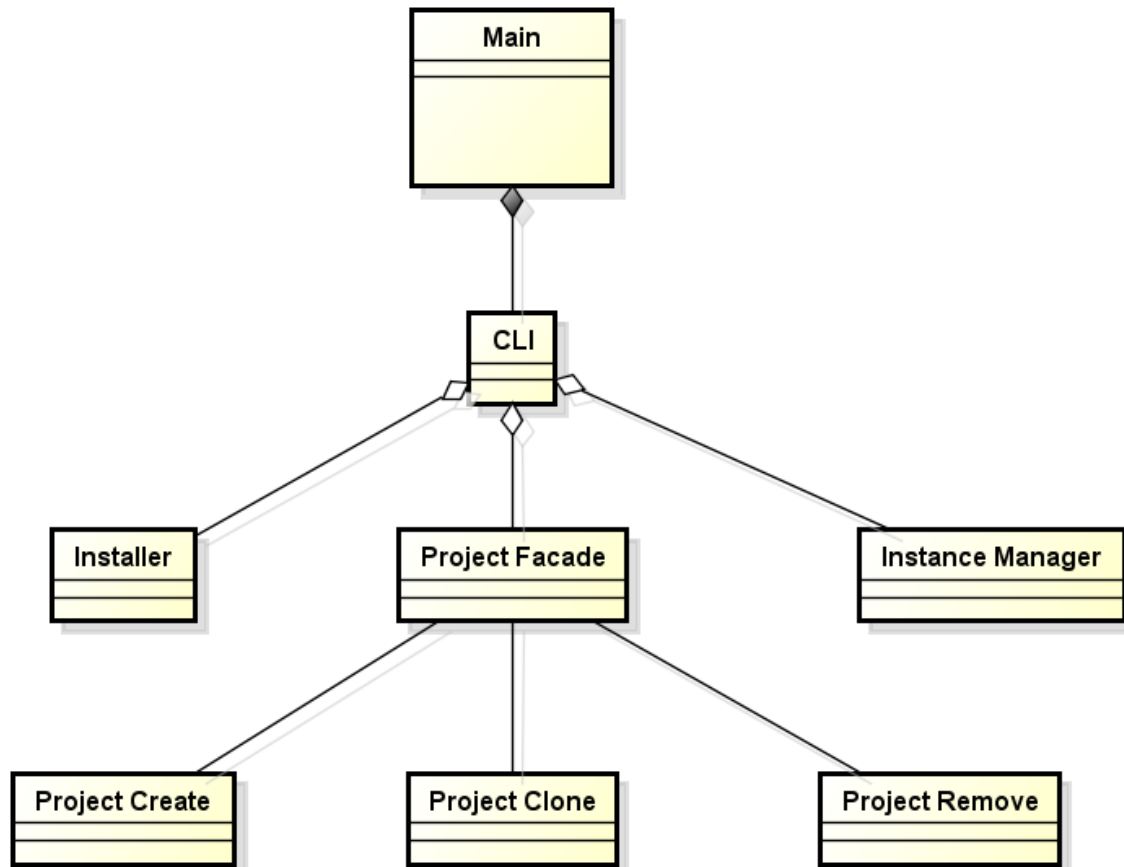 Main
CLI
Installer
Project Facade
Instance Manager
Project Create
Project Clone
Project Remove